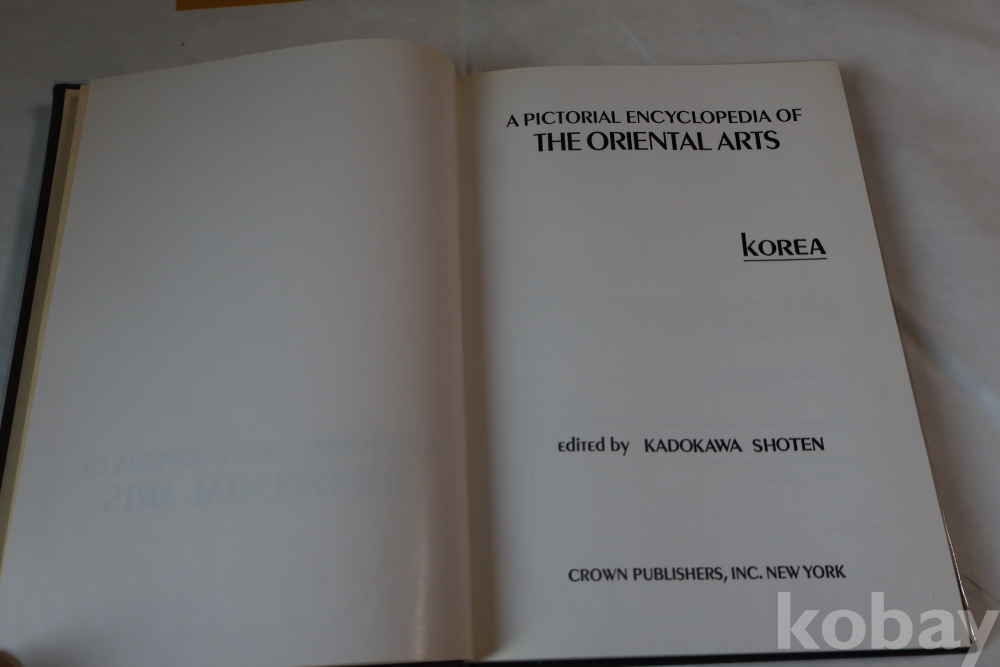 A PICTORIAL ENCYCLOPEDIA OF
THE ORIENTAL ARTS
KOREA
edited by KADOKAWA SHOTEN
CROWN PUBLISHERS, INC. NEW YORK
kobay